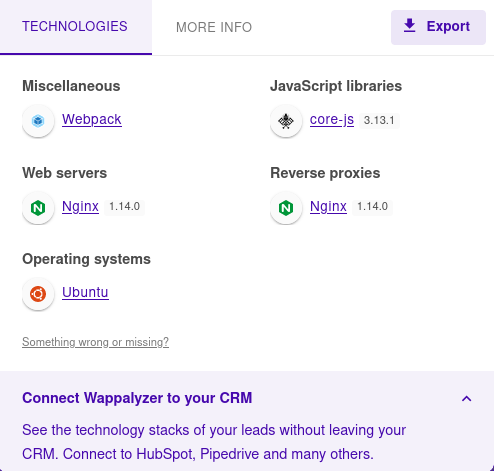 TECHNOLOGIES
MORE INFO
Export
Miscellaneous
Webpack
JavaScript libraries
core-js 3.13.1
Web servers
Nginx 1.14.0
Reverse proxies
Nginx 1.14.0
Operating systems
Ubuntu
Something wrong or missing?
Connect Wappalyzer to your CRM
See the technology stacks of your leads without leaving your
CRM. Connect to HubSpot, Pipedrive and many others.